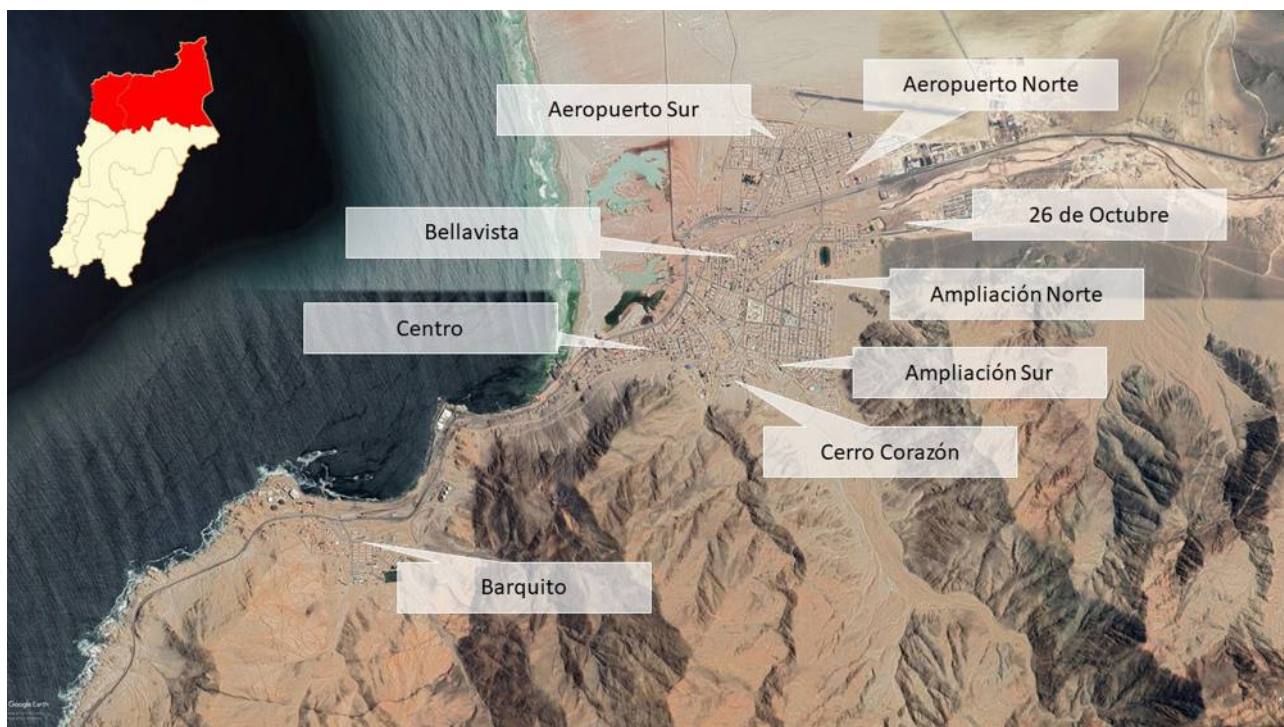 Aeropuerto Norte
Aeropuerto Sur
26 de Octubre
Bellavista
Ampliación Norte
Centro
Ampliación Sur
Cerro Corazón
Barquito
Google Earth